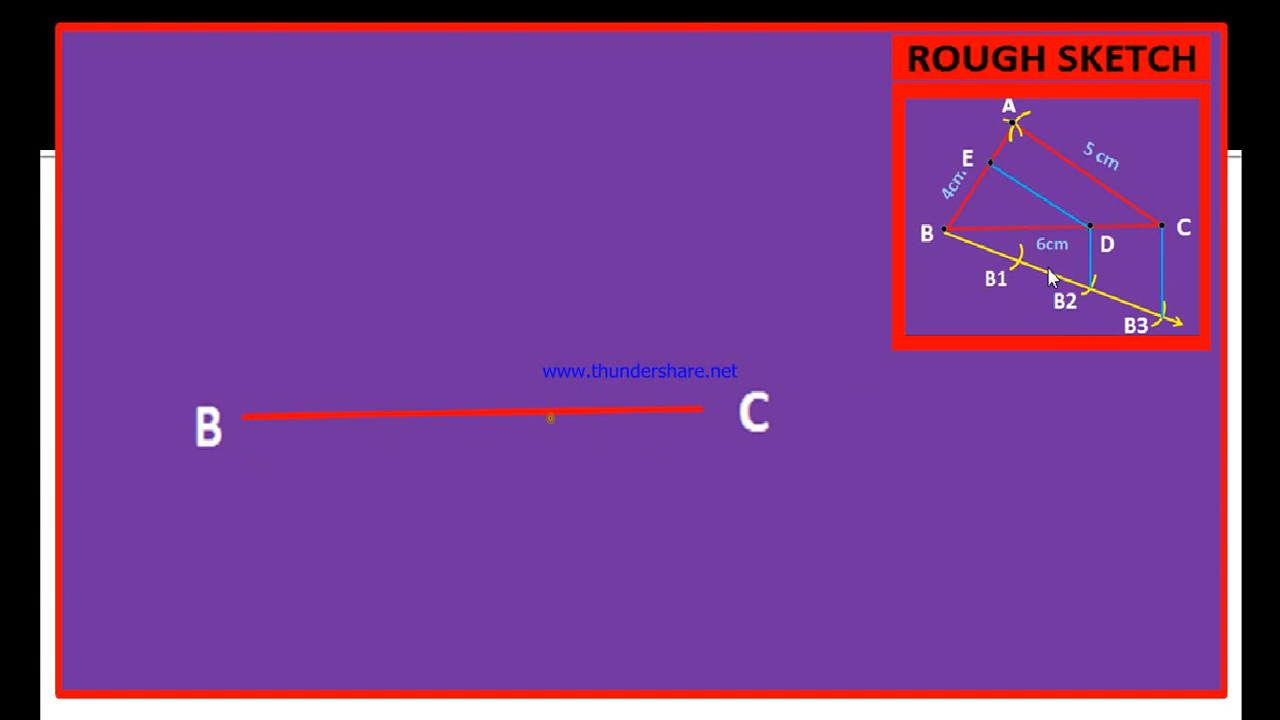 ROUGH SKETCH
A
5 cm
E
4cm
B
C
6cm
D
B1
B2
B3
www.thundershare.net
B
C